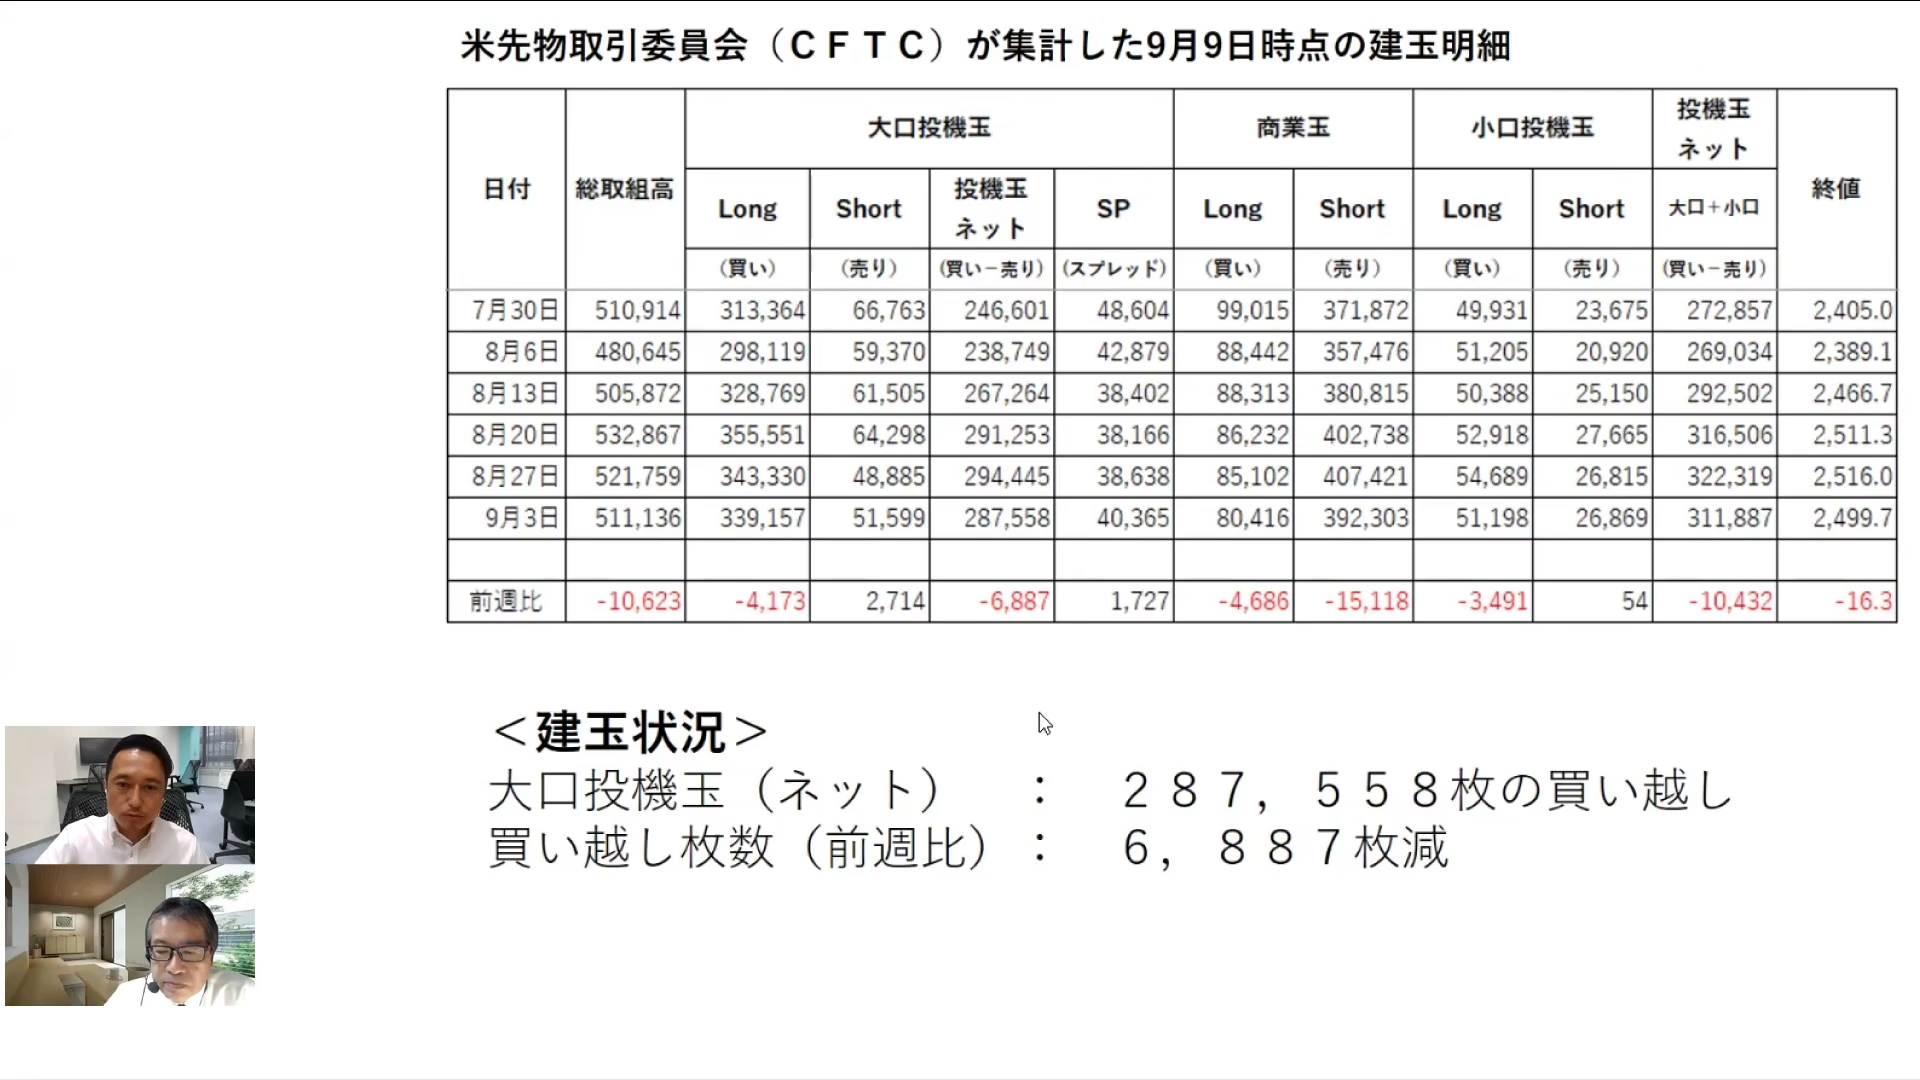 米先物取引委員会（ＣＦＴＣ）が集計した9月9日時点の建玉明細
日付 総取組高 大口投機玉 商業玉 小口投機玉 投機玉ネット 終値
Long Short 投機玉ネット SP Long Short Long Short 大口＋小口
（買い） （売り） （買い－売り） （スプレッド） （買い） （売り） （買い） （売り） （買い－売り）
7月30日 510,914 313,364 66,763 246,601 48,604 99,015 371,872 49,931 23,675 272,857 2,405.0
8月6日 480,645 298,119 59,370 238,749 42,879 88,442 357,476 51,205 20,920 269,034 2,389.1
8月13日 505,872 328,769 61,505 267,264 38,402 88,313 380,815 50,388 25,150 292,502 2,466.7
8月20日 532,867 355,551 64,298 291,253 38,166 86,232 402,738 52,918 27,665 316,506 2,511.3
8月27日 521,759 343,330 48,885 294,445 38,638 85,102 407,421 54,689 26,815 322,319 2,516.0
9月3日 511,136 339,157 51,599 287,558 40,365 80,416 392,303 51,198 26,869 311,887 2,499.7
前週比 -10,623 -4,173 2,714 -6,887 1,727 -4,686 -15,118 -3,491 54 -10,432 -16.3
＜建玉状況＞
大口投機玉（ネット） ： ２８７，５５８枚の買い越し
買い越し枚数（前週比）： ６，８８７枚減